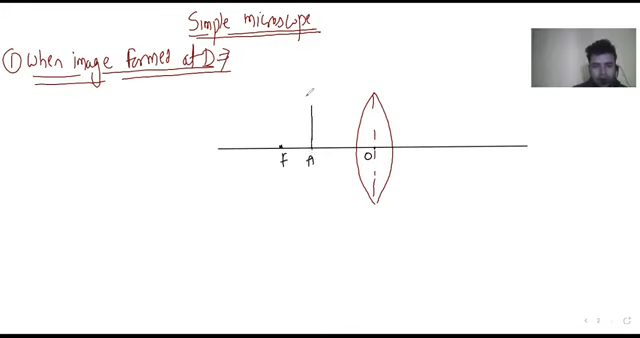 Simple microscope
① When image formed at D⇒
F A O